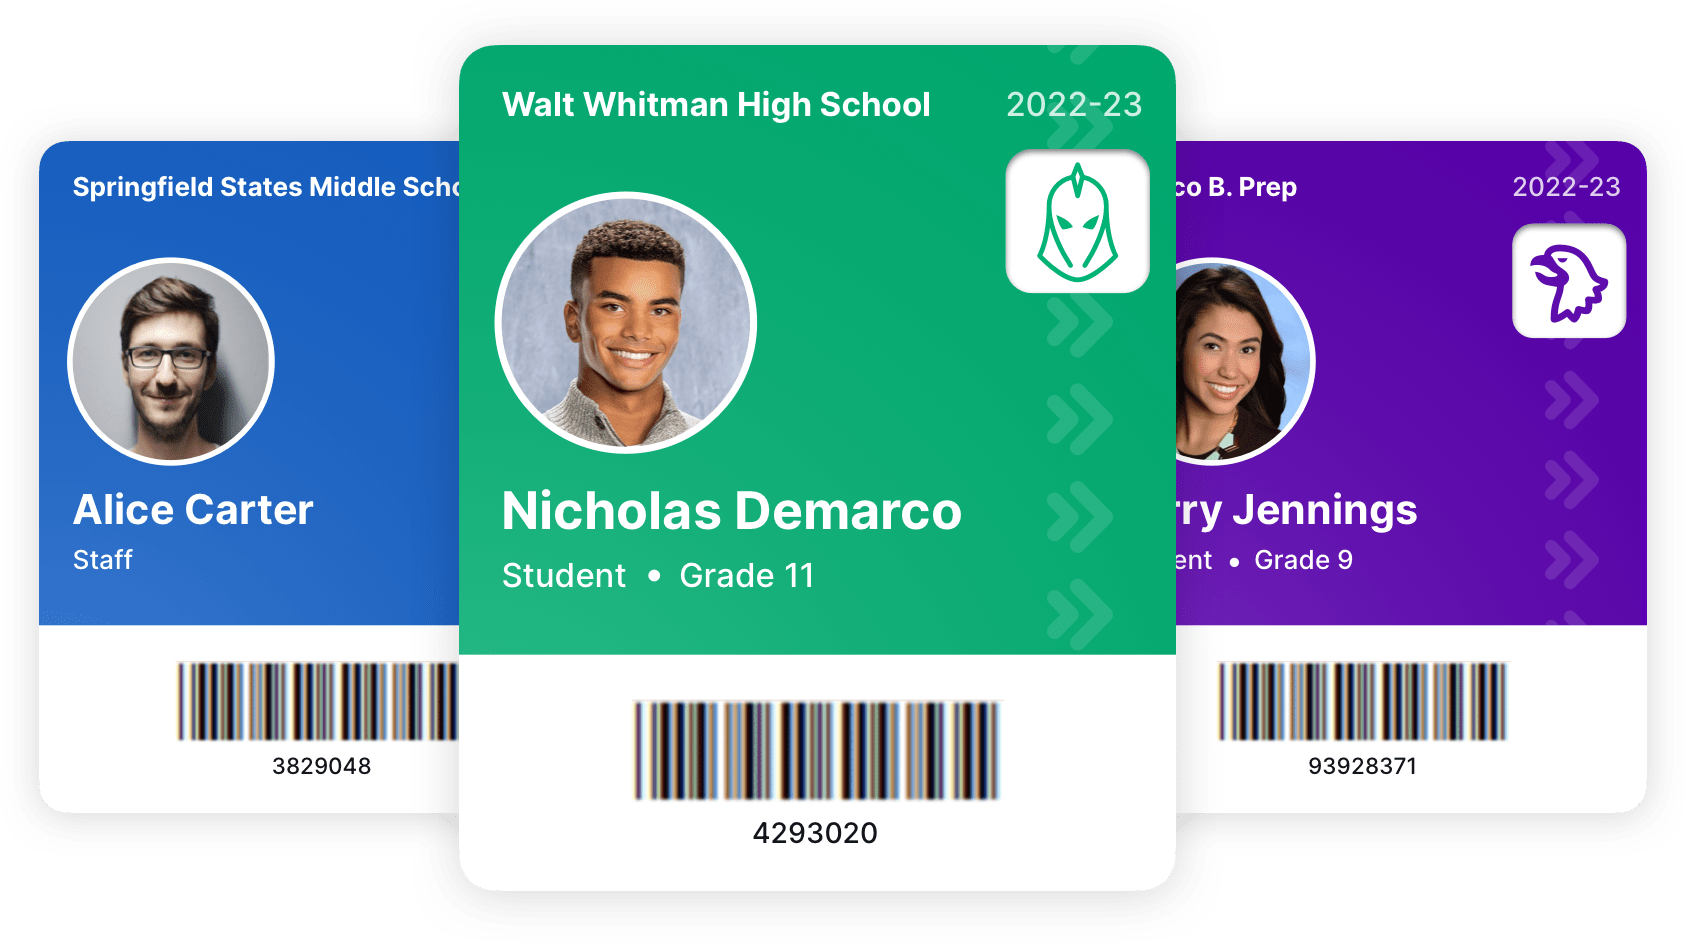 Springfield States Middle Scho
Alice Carter
Staff
3829048
Walt Whitman High School
2022-23
Nicholas Demarco
Student • Grade 11
4293020
co B. Prep
2022-23
rry Jennings
ent • Grade 9
93928371